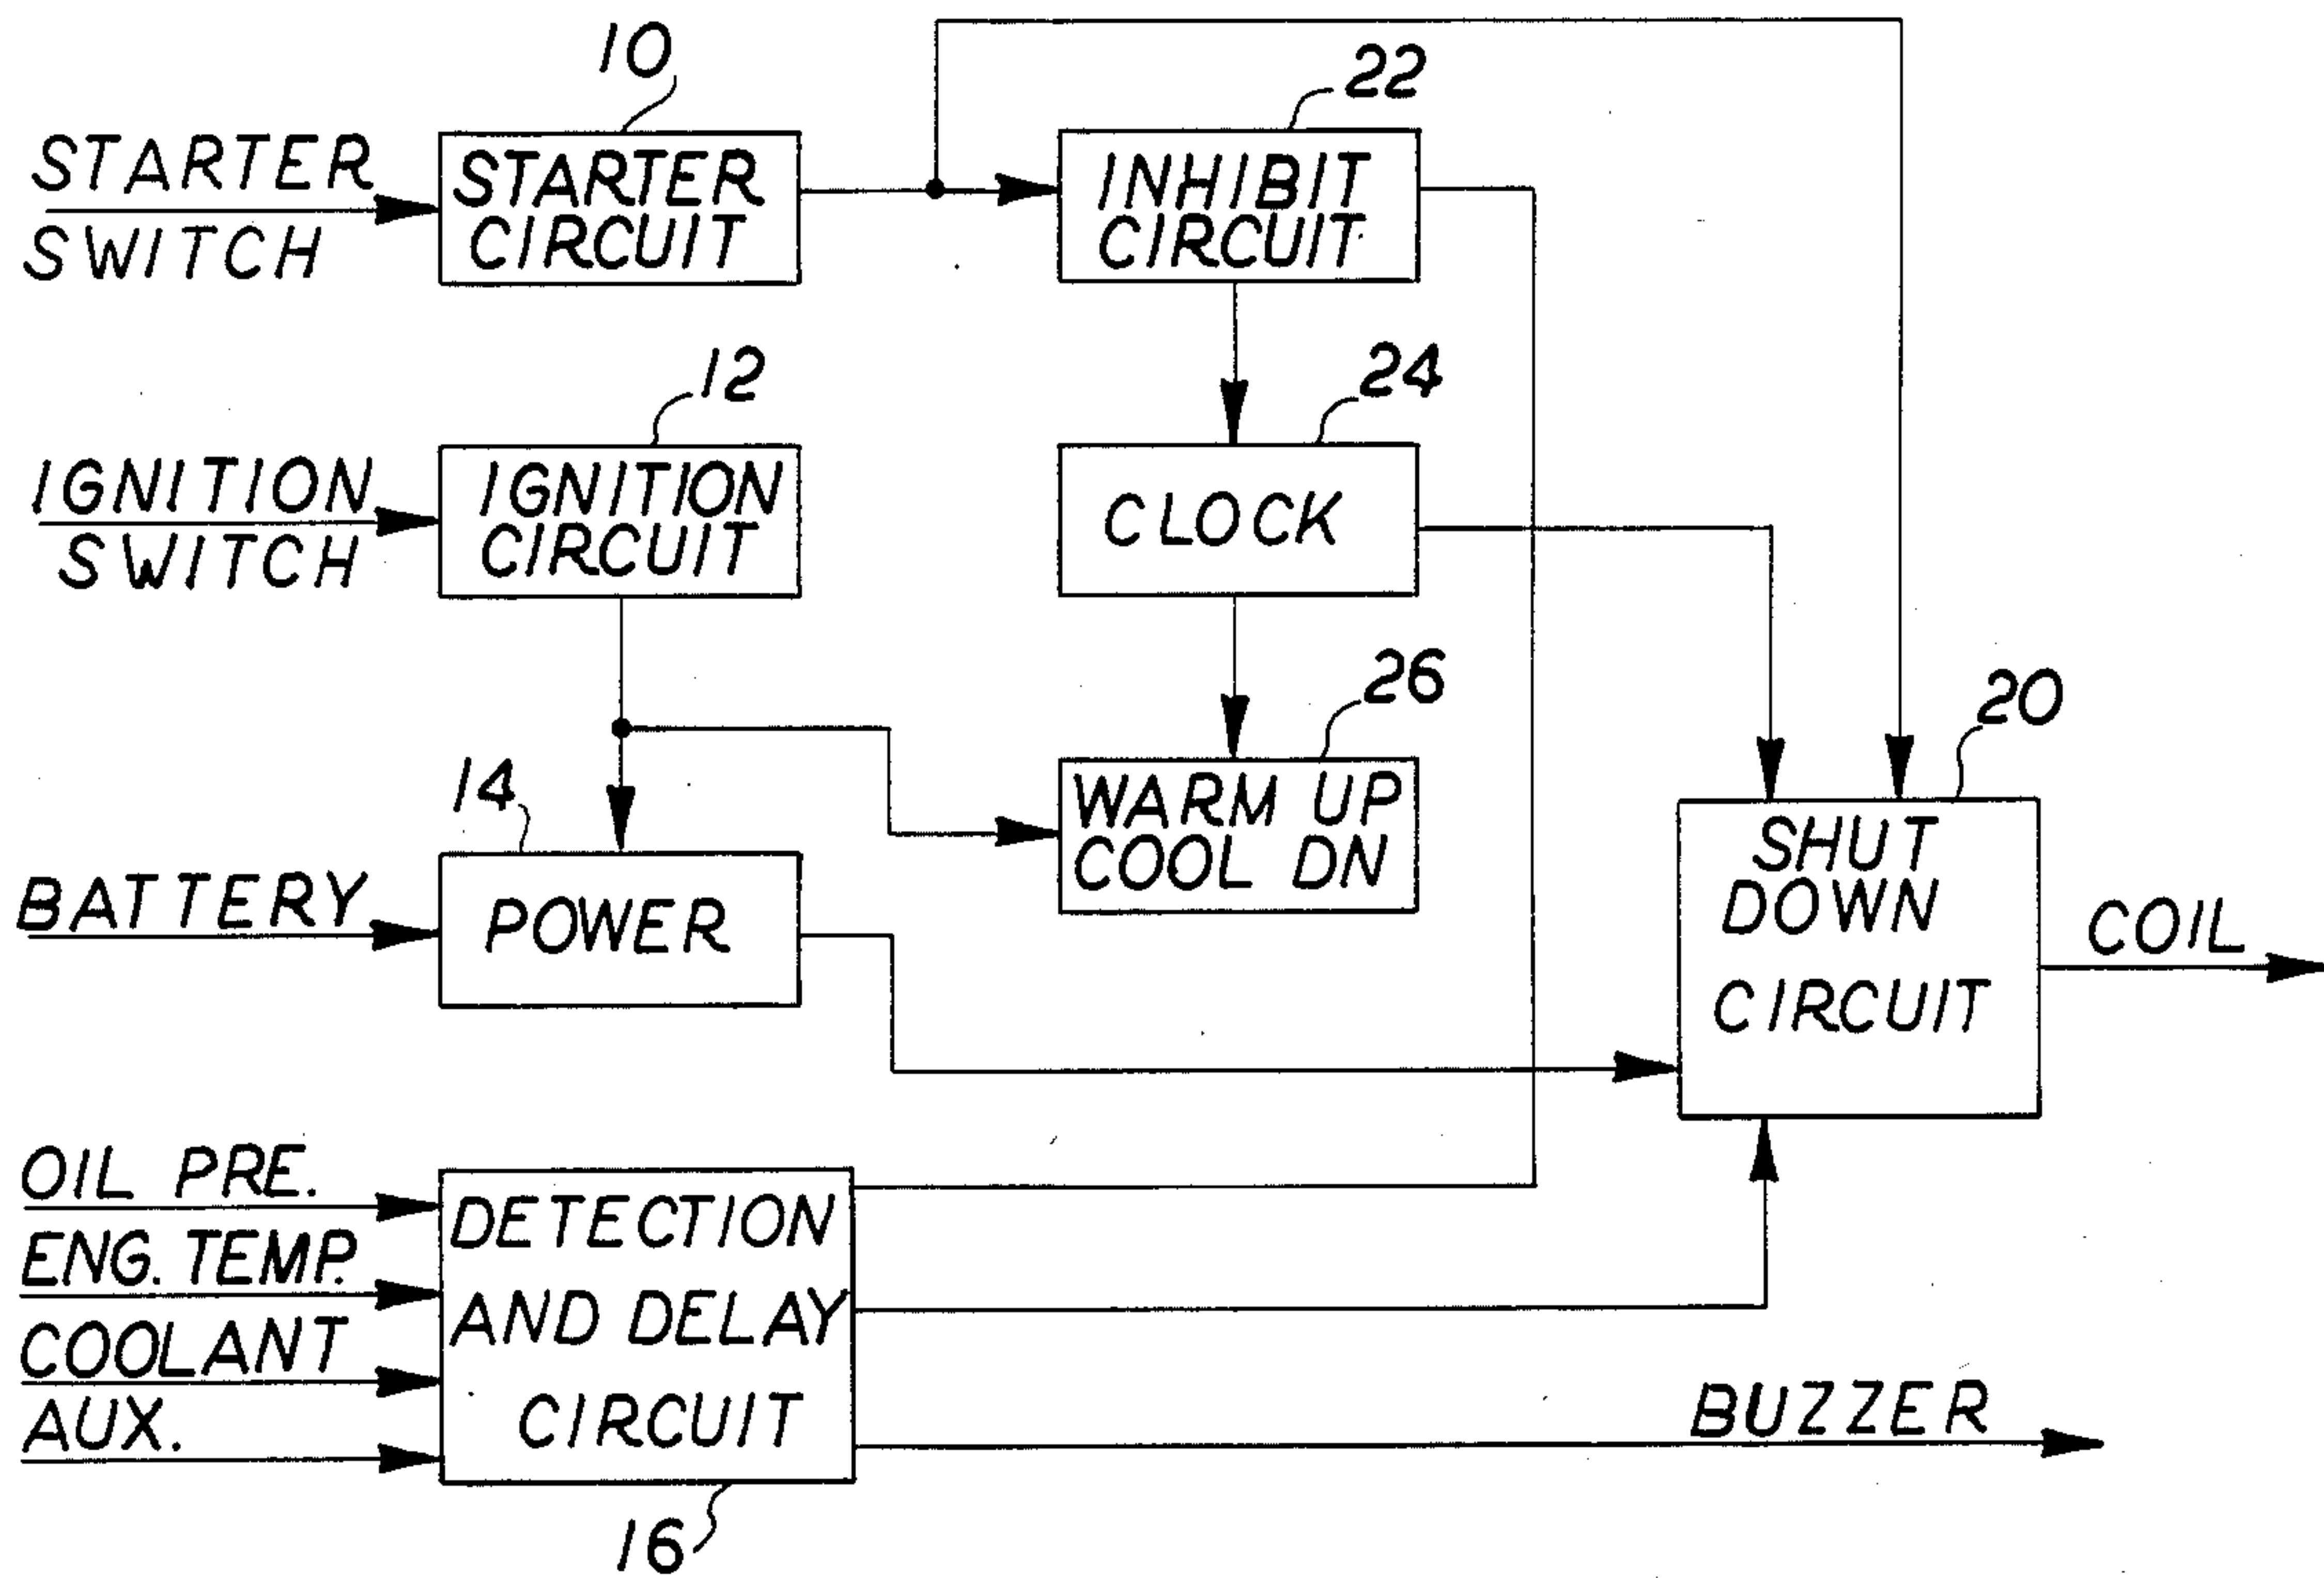 10
22
STARTER
SWITCH
STARTER
CIRCUIT
INHIBIT
CIRCUIT
12
24
IGNITION
SWITCH
IGNITION
CIRCUIT
CLOCK
26
20
14
WARM UP
COOL DN
BATTERY
POWER
SHUT
DOWN
CIRCUIT
COIL
OIL PRE.
ENG. TEMP.
COOLANT
AUX.
DETECTION
AND DELAY
CIRCUIT
BUZZER
16